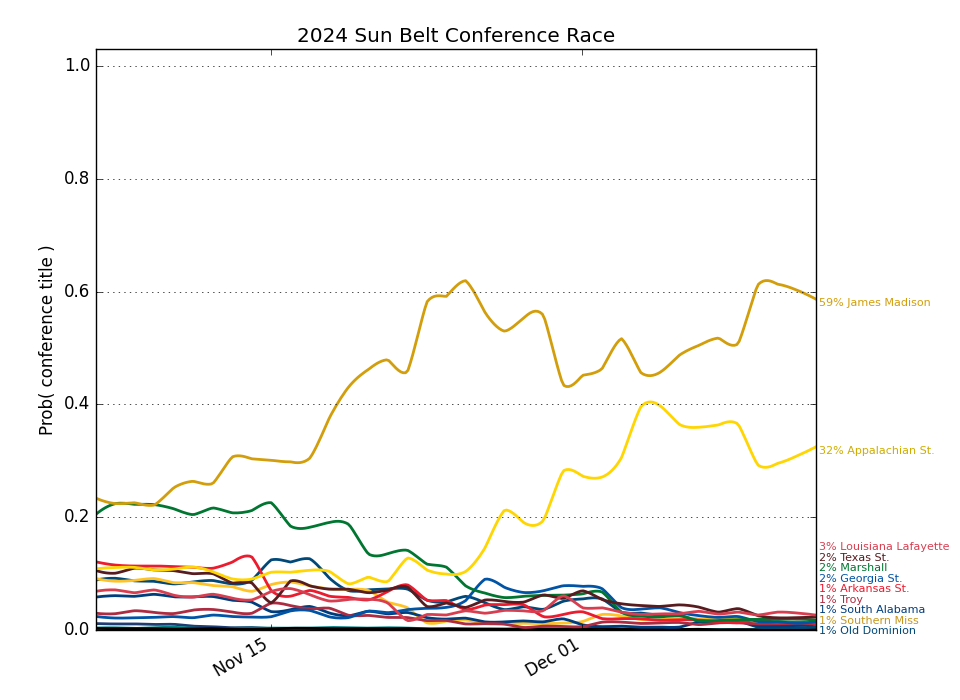 2024 Sun Belt Conference Race
Prob( conference title )
1.0
0.8
0.6
0.4
0.2
0.0
Nov 15
Dec 01
59% James Madison
32% Appalachian St.
3% Louisiana Lafayette
2% Texas St.
2% Marshall
2% Georgia St.
1% Arkansas St.
1% Troy
1% South Alabama
1% Southern Miss
1% Old Dominion